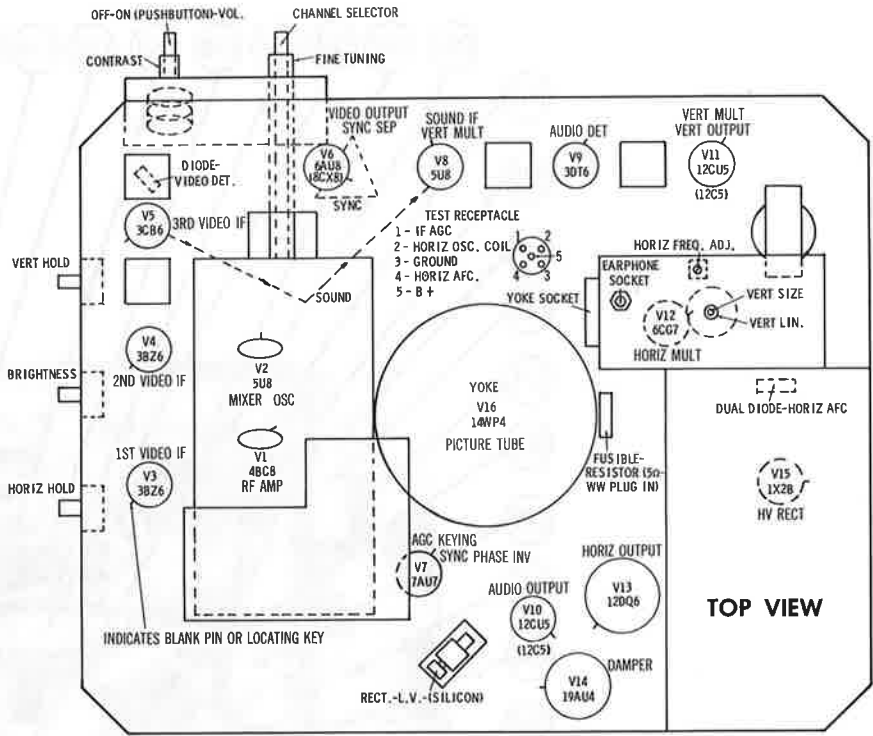 OFF-ON (PUSHBUTTON)-VOL.
CHANNEL SELECTOR
CONTRAST
FINE TUNING
VIDEO OUTPUT
SYNC SEP
V6
6AU8
(8CX8)
SYNC
SOUND IF
VERT MULT
V8
5U8
AUDIO DET
V9
3DT6
VERT MULT
VERT OUTPUT
V11
12CU5
(12C5)
DIODE-
VIDEO DET.
V5
3CB6
3RD VIDEO IF
TEST RECEPTACLE
1 - IF AGC
2 - HORIZ OSC. COIL
3 - GROUND
4 - HORIZ AFC.
5 - B +
1
2
5
4
3
HORIZ FREQ. ADJ.
EARPHONE
SOCKET
YOKE SOCKET
VERT SIZE
VERT LIN.
V12
6CG7
HORIZ MULT
VERT HOLD
SOUND
V4
3BZ6
2ND VIDEO IF
V2
5U8
MIXER OSC
BRIGHTNESS
YOKE
V16
14WP4
PICTURE TUBE
DUAL DIODE-HORIZ AFC
FUSIBLE-
RESISTOR (5Ω-
WW PLUG IN)
1ST VIDEO IF
V3
3BZ6
V1
4BC8
RF AMP
HORIZ HOLD
V15
1X2B
HV RECT
AGC KEYING
SYNC PHASE INV
V7
7AU7
HORIZ OUTPUT
V13
12DQ6
AUDIO OUTPUT
V10
12CU5
(12C5)
TOP VIEW
INDICATES BLANK PIN OR LOCATING KEY
DAMPER
V14
19AU4
RECT.-L.V.-(SILICON)